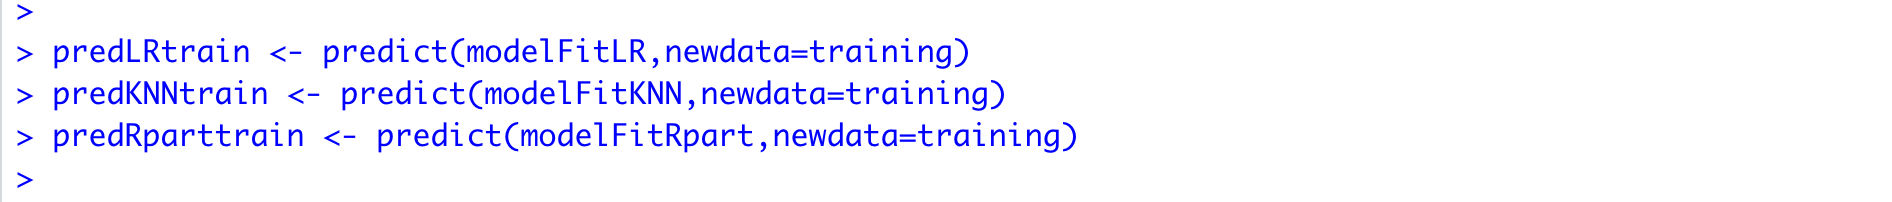 >
> predLRtrain <- predict(modelFitLR,newdata=training)
> predKNNtrain <- predict(modelFitKNN,newdata=training)
> predRparttrain <- predict(modelFitRpart,newdata=training)
>